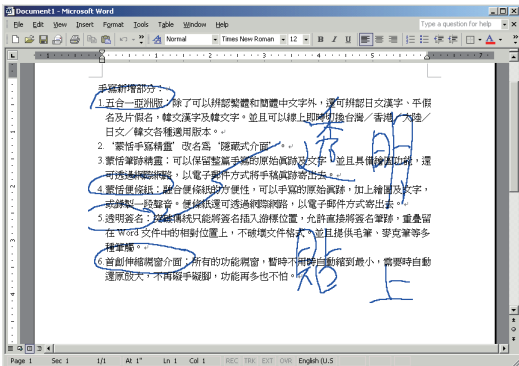 Document1 - Microsoft Word
File Edit View Insert Format Tools Table Window Help Type a question for help
Normal Times New Roman 12 B I U
手寫新增部分：
1.五合一亞洲版：除了可以辨認繁體和簡體中文字外，還可辨認日文漢字、平假
名及片假名，韓文漢字及韓文字。並且可以線上即時切換台灣／香港／大陸／
日文／韓文各種適用版本。
2. "蒙恬手寫精靈" 改名為 "隱藏式介面"。
3.蒙恬筆跡精靈：可以保留整篇手寫的原始真跡及文字，並且具備繪圖功能，還
可透過網際網路，以電子郵件方式將手稿真跡寄出去。
4.蒙恬便條紙：融合便條紙的方便性，可以手寫的原始真跡，加上繪圖及文字，
或錄製一段聲音。便條紙還可透過網際網路，以電子郵件方式寄出去。
5.透明簽名：傳統只能將簽名插入游標位置，允許直接將簽名筆跡，重疊留
在 Word 文件中的相對位置上，不破壞文件格式。並且提供毛筆、麥克筆等多
種筆觸。
6.首創伸縮視窗介面：所有的功能視窗，暫時不用時自動縮到最小，需要時自動
還原放大，不再礙手礙腳，功能再多也不怕。
透明
貼上
Page 1 Sec 1 1/1 At 1" Ln 1 Col 1 REC TRK EXT OVR English (U.S